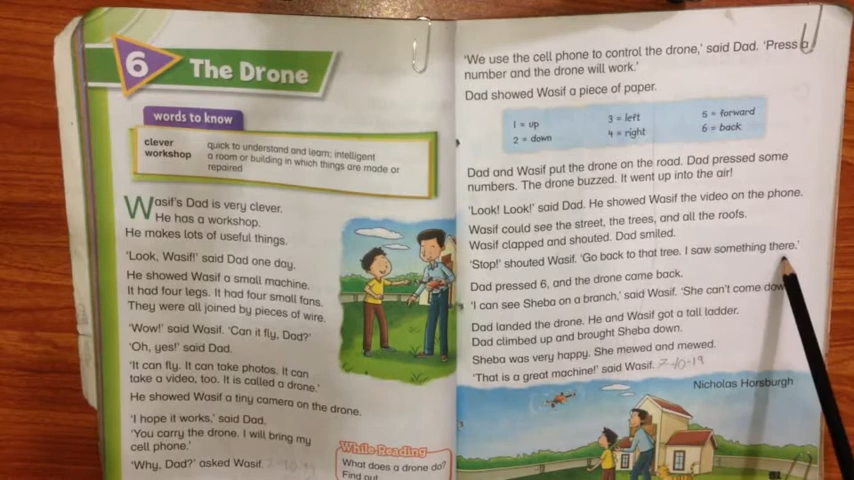 6 The Drone
words to know
clever quick to understand and learn; intelligent
workshop a room or building in which things are made or
repaired
Wasif's Dad is very clever.
He has a workshop.
He makes lots of useful things.
'Look, Wasif!' said Dad one day.
He showed Wasif a small machine.
It had four legs. It had four small fans.
They were all joined by pieces of wire.
'Wow!' said Wasif. 'Can it fly, Dad?'
'Oh, yes!' said Dad.
'It can fly. It can take photos. It can
take a video, too. It is called a drone.'
He showed Wasif a tiny camera on the drone.
'I hope it works,' said Dad.
'You carry the drone. I will bring my
cell phone.'
'Why, Dad?' asked Wasif.
While Reading
What does a drone do?
Find out.
'We use the cell phone to control the drone,' said Dad. 'Press a
number and the drone will work.'
Dad showed Wasif a piece of paper.
1 = up 3 = left 5 = forward
2 = down 4 = right 6 = back
Dad and Wasif put the drone on the road. Dad pressed some
numbers. The drone buzzed. It went up into the air!
'Look! Look!' said Dad. He showed Wasif the video on the phone.
Wasif could see the street, the trees, and all the roofs.
Wasif clapped and shouted. Dad smiled.
'Stop!' shouted Wasif. 'Go back to that tree. I saw something there.'
Dad pressed 6, and the drone came back.
'I can see Sheba on a branch,' said Wasif. 'She can't come dow
Dad landed the drone. He and Wasif got a tall ladder.
Dad climbed up and brought Sheba down.
Sheba was very happy. She mewed and mewed.
'That is a great machine!' said Wasif. 7-10-19
Nicholas Horsburgh